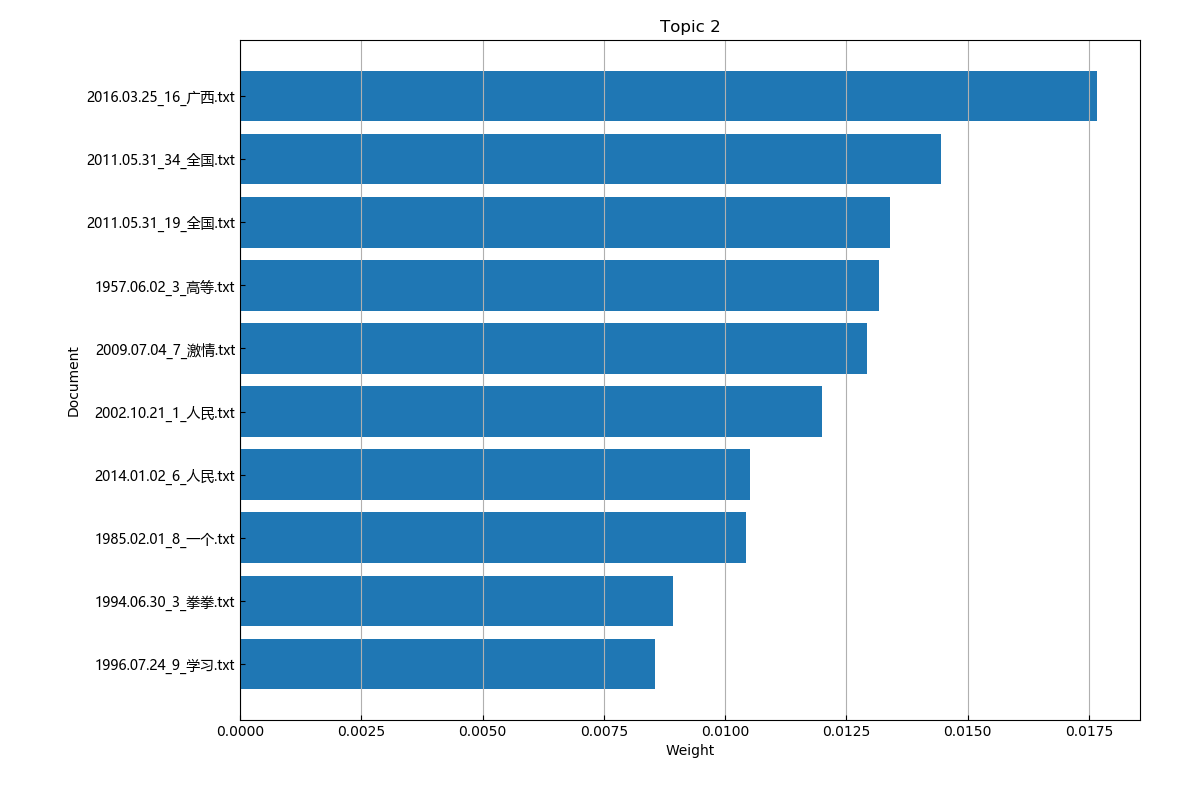 Topic 2
Document
2016.03.25_16_广西.txt
2011.05.31_34_全国.txt
2011.05.31_19_全国.txt
1957.06.02_3_高等.txt
2009.07.04_7_激情.txt
2002.10.21_1_人民.txt
2014.01.02_6_人民.txt
1985.02.01_8_一个.txt
1994.06.30_3_拳拳.txt
1996.07.24_9_学习.txt
0.0000 0.0025 0.0050 0.0075 0.0100 0.0125 0.0150 0.0175
Weight